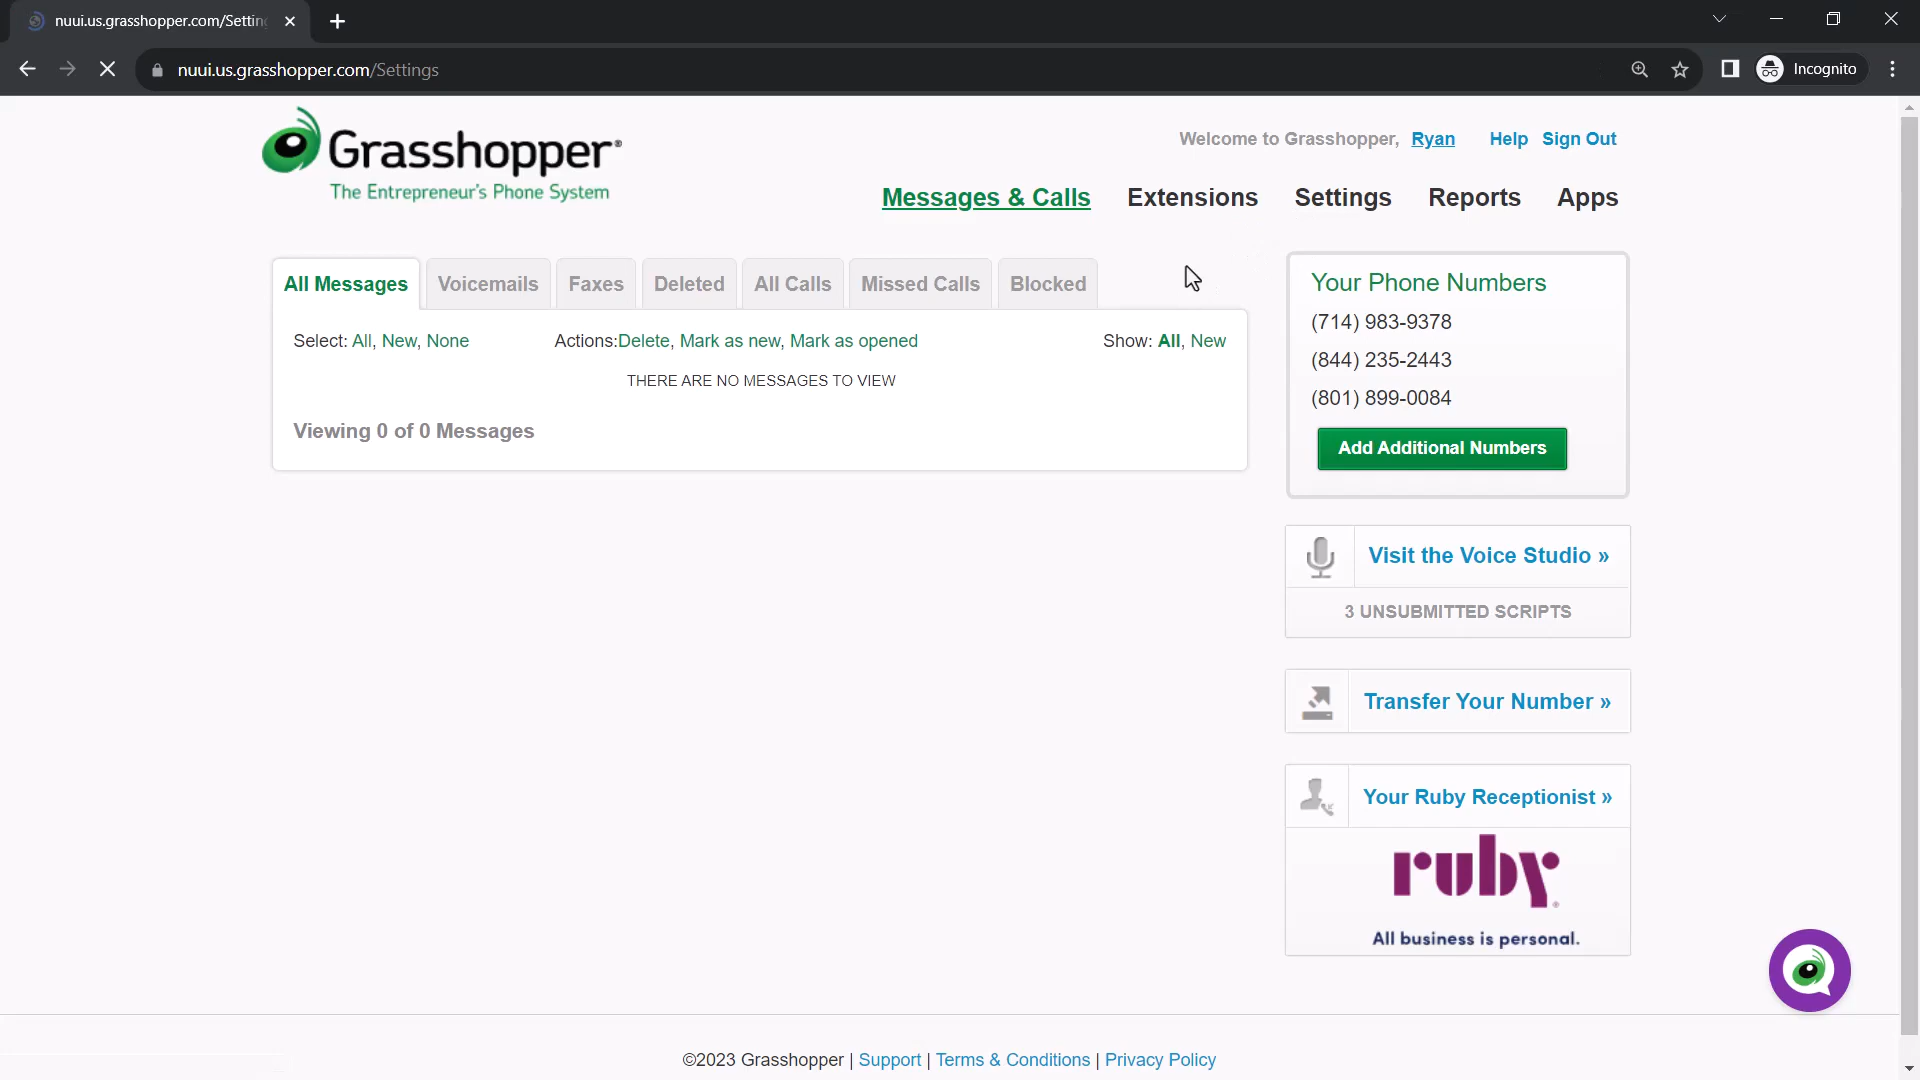 nuui.us.grasshopper.com/Settin
nuui.us.grasshopper.com/Settings
Incognito
Grasshopper®
The Entrepreneur's Phone System
Welcome to Grasshopper, Ryan Help Sign Out
Messages & Calls Extensions Settings Reports Apps
All Messages Voicemails Faxes Deleted All Calls Missed Calls Blocked
Select: All, New, None Actions:Delete, Mark as new, Mark as opened Show: All, New
THERE ARE NO MESSAGES TO VIEW
Viewing 0 of 0 Messages
Your Phone Numbers
(714) 983-9378
(844) 235-2443
(801) 899-0084
Add Additional Numbers
Visit the Voice Studio »
3 UNSUBMITTED SCRIPTS
Transfer Your Number »
Your Ruby Receptionist »
ruby®
All business is personal.
©2023 Grasshopper | Support | Terms & Conditions | Privacy Policy